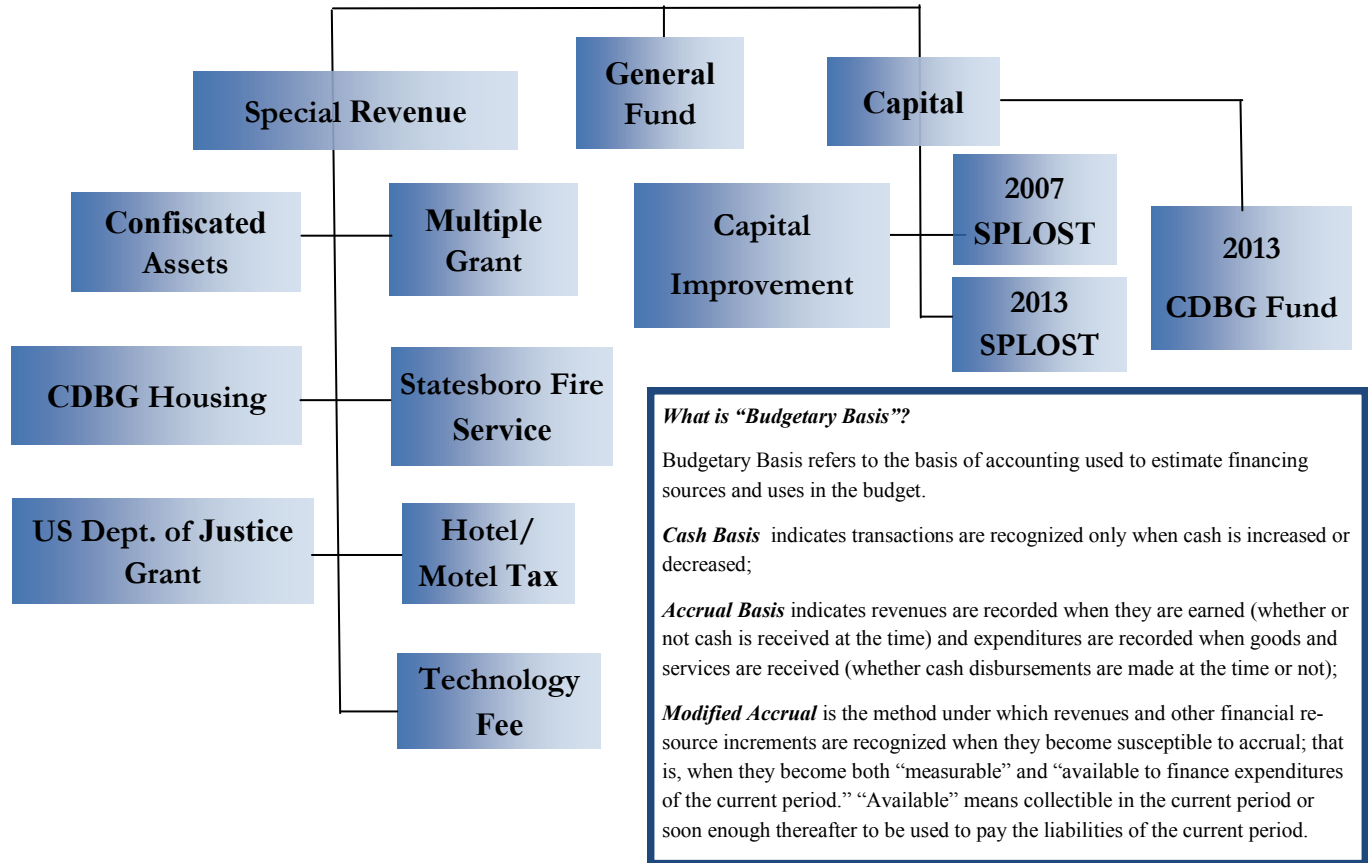 Special Revenue
General
Fund
Capital
Confiscated
Assets
Multiple
Grant
Capital
Improvement
2007
SPLOST
2013
SPLOST
2013
CDBG Fund
CDBG Housing
Statesboro Fire
Service
US Dept. of Justice
Grant
Hotel/
Motel Tax
Technology
Fee
What is “Budgetary Basis”?
Budgetary Basis refers to the basis of accounting used to estimate financing
sources and uses in the budget.
Cash Basis indicates transactions are recognized only when cash is increased or
decreased;
Accrual Basis indicates revenues are recorded when they are earned (whether or
not cash is received at the time) and expenditures are recorded when goods and
services are received (whether cash disbursements are made at the time or not);
Modified Accrual is the method under which revenues and other financial re-
source increments are recognized when they become susceptible to accrual; that
is, when they become both “measurable” and “available to finance expenditures
of the current period.” “Available” means collectible in the current period or
soon enough thereafter to be used to pay the liabilities of the current period.